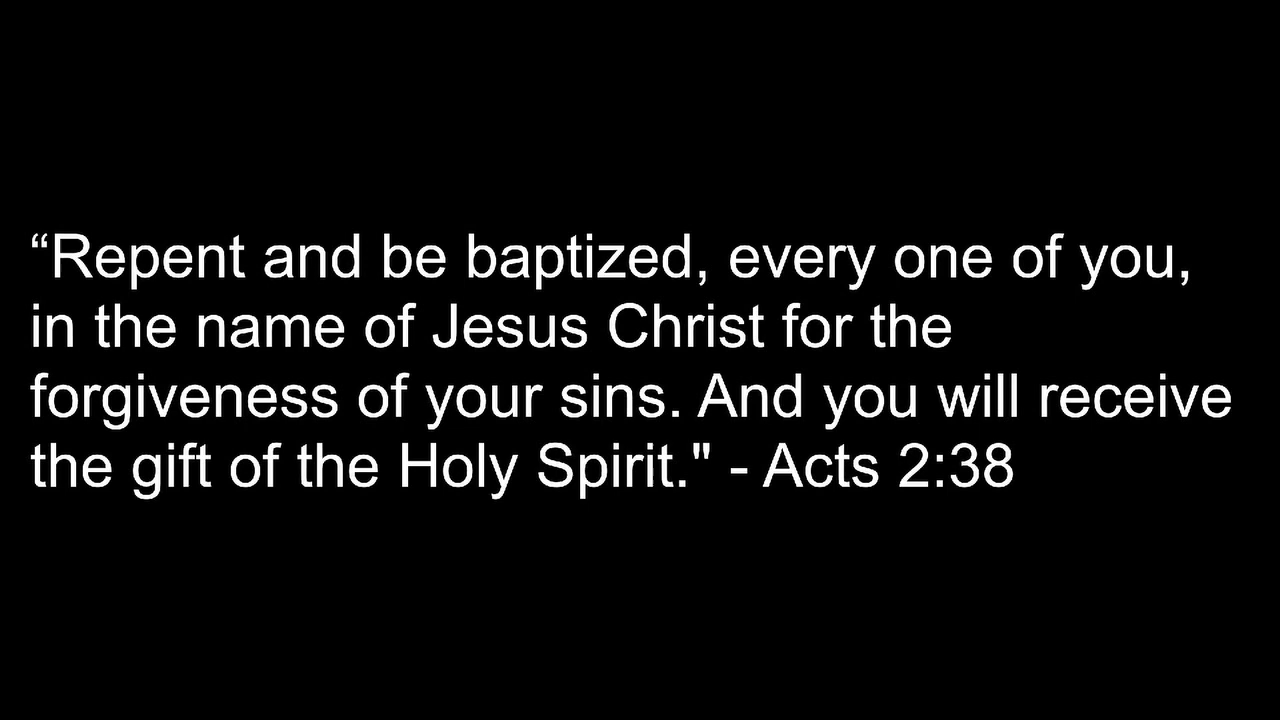 “Repent and be baptized, every one of you,
in the name of Jesus Christ for the
forgiveness of your sins. And you will receive
the gift of the Holy Spirit." - Acts 2:38